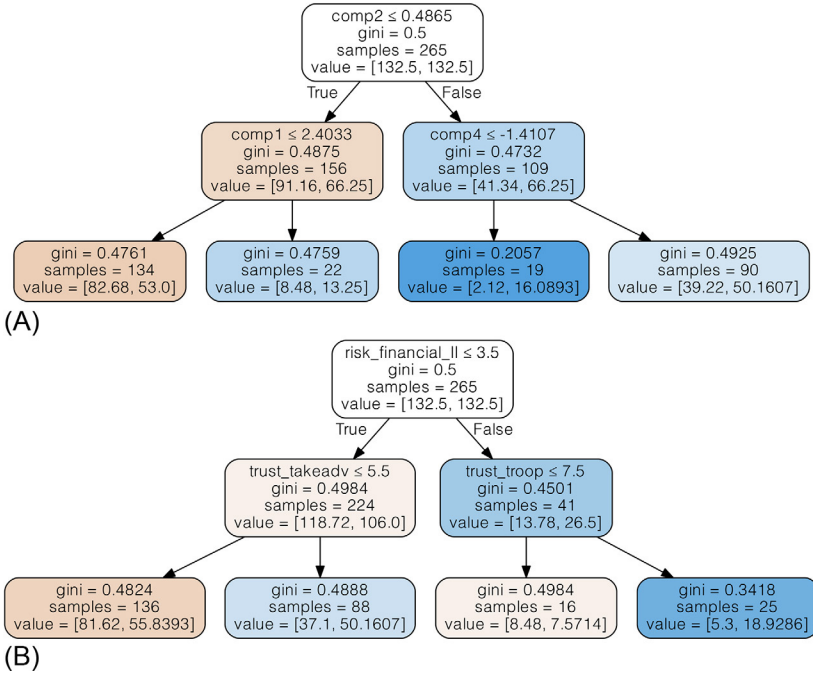 comp2 ≤ 0.4865
gini = 0.5
samples = 265
value = [132.5, 132.5]
True
False
comp1 ≤ 2.4033
gini = 0.4875
samples = 156
value = [91.16, 66.25]
comp4 ≤ -1.4107
gini = 0.4732
samples = 109
value = [41.34, 66.25]
gini = 0.4761
samples = 134
value = [82.68, 53.0]
gini = 0.4759
samples = 22
value = [8.48, 13.25]
gini = 0.2057
samples = 19
value = [2.12, 16.0893]
gini = 0.4925
samples = 90
value = [39.22, 50.1607]
(A)
risk_financial_ll ≤ 3.5
gini = 0.5
samples = 265
value = [132.5, 132.5]
True
False
trust_takeadv ≤ 5.5
gini = 0.4984
samples = 224
value = [118.72, 106.0]
trust_troop ≤ 7.5
gini = 0.4501
samples = 41
value = [13.78, 26.5]
gini = 0.4824
samples = 136
value = [81.62, 55.8393]
gini = 0.4888
samples = 88
value = [37.1, 50.1607]
gini = 0.4984
samples = 16
value = [8.48, 7.5714]
gini = 0.3418
samples = 25
value = [5.3, 18.9286]
(B)